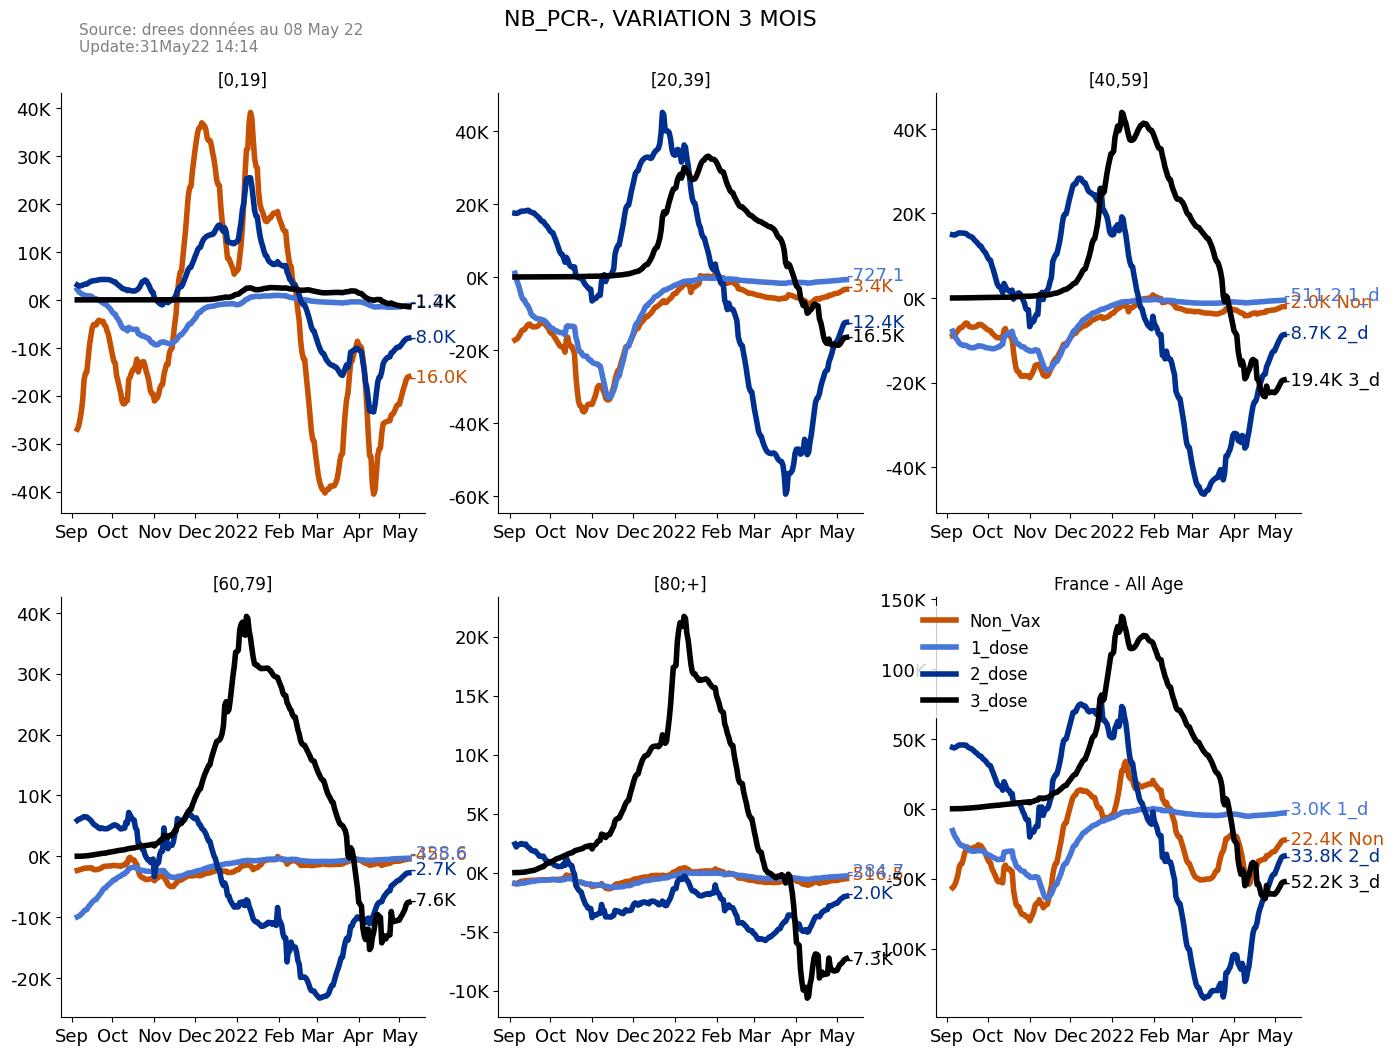 NB_PCR-, VARIATION 3 MOIS
Source: drees données au 08 May 22
Update:31May22 14:14
[0,19]
40K
30K
20K
10K
0K
-10K
-20K
-30K
-40K
-1.4K
-8.0K
-16.0K
Sep Oct Nov Dec 2022 Feb Mar Apr May
[20,39]
40K
20K
0K
-20K
-40K
-60K
-727.1
-3.4K
-12.4K
-16.5K
Sep Oct Nov Dec 2022 Feb Mar Apr May
[40,59]
40K
20K
0K
-20K
-40K
-511.2 1_d
-2.0K Non
-8.7K 2_d
-19.4K 3_d
Sep Oct Nov Dec 2022 Feb Mar Apr May
[60,79]
40K
30K
20K
10K
0K
-10K
-20K
-2.7K
-7.6K
Sep Oct Nov Dec 2022 Feb Mar Apr May
[80;+]
20K
15K
10K
5K
0K
-5K
-10K
-284.7
-2.0K
-7.3K
Sep Oct Nov Dec 2022 Feb Mar Apr May
France - All Age
150K
100K
50K
0K
-50K
-100K
Non_Vax
1_dose
2_dose
3_dose
-3.0K 1_d
-22.4K Non
-33.8K 2_d
-52.2K 3_d
Sep Oct Nov Dec 2022 Feb Mar Apr May